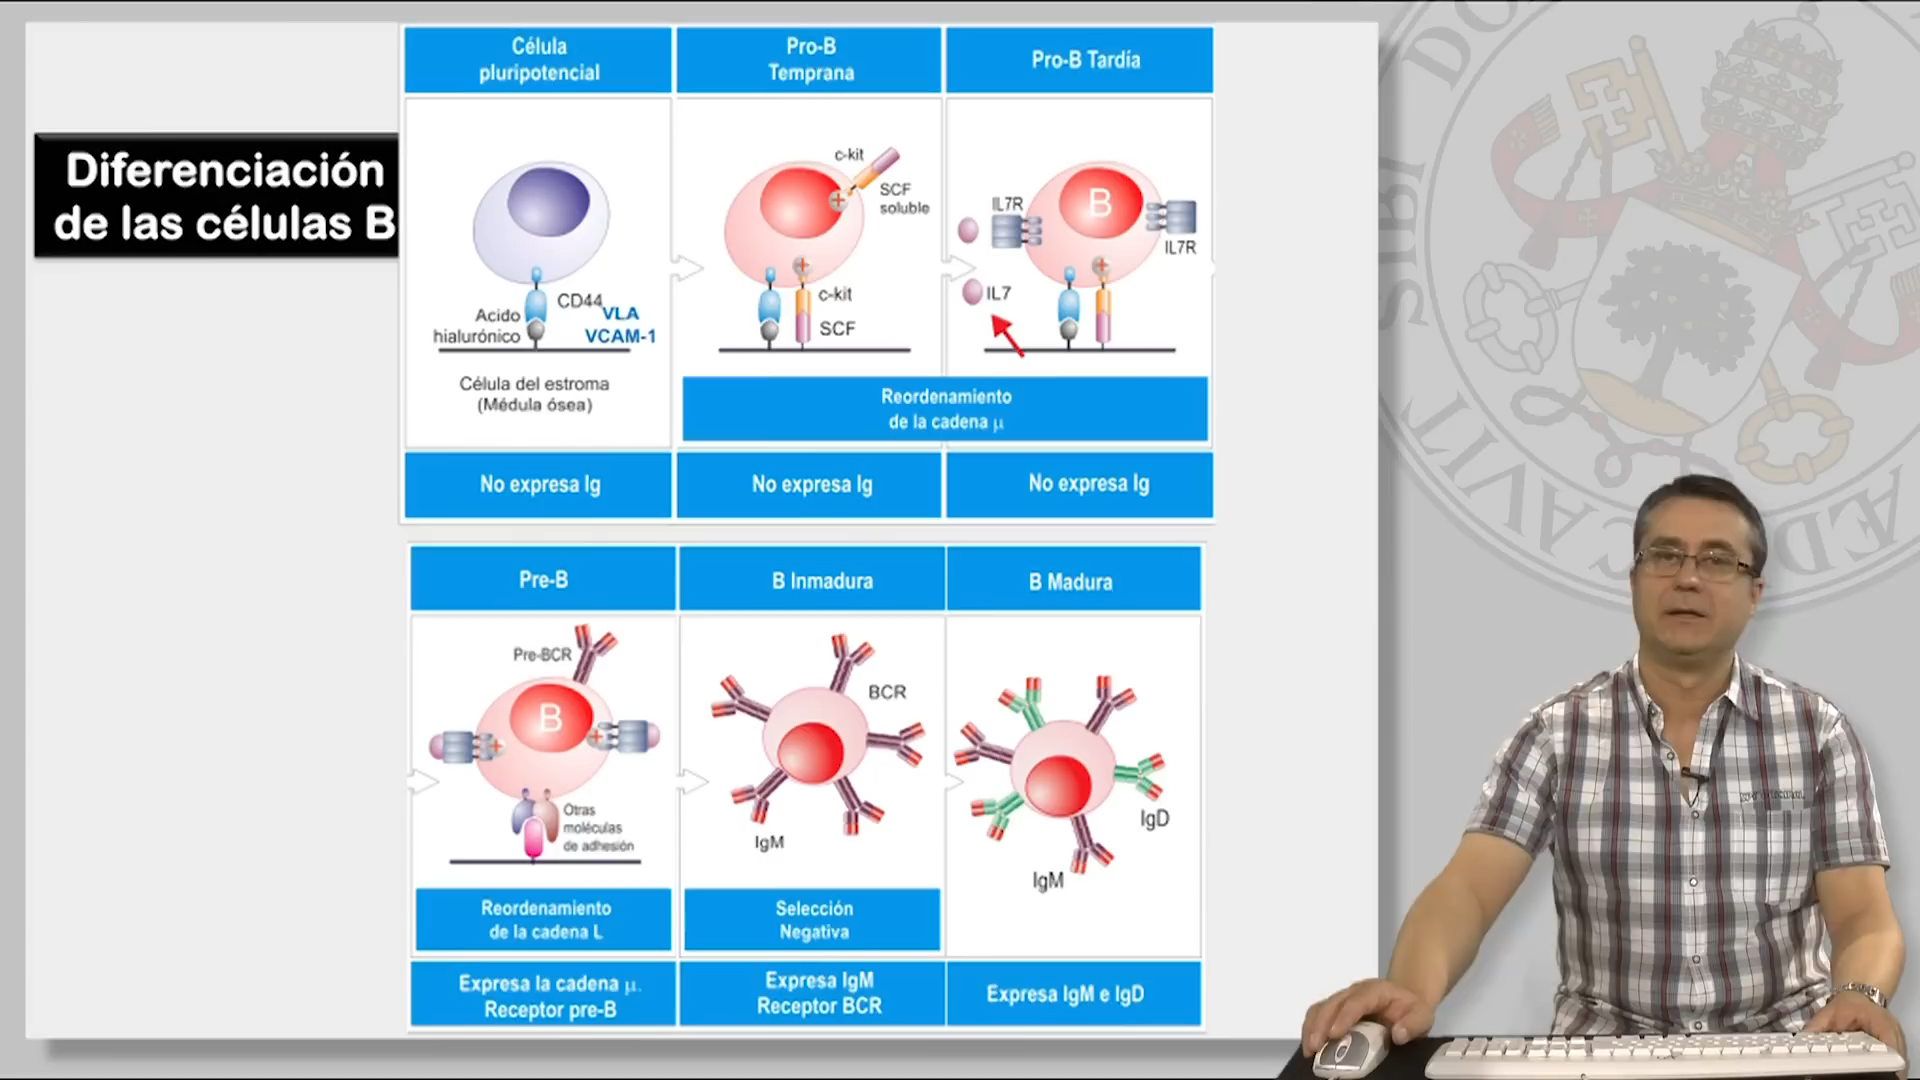 Diferenciación
de las células B
Célula
pluripotencial
Pro-B
Temprana
Pro-B Tardía
c-kit
SCF
soluble
IL7R
B
IL7R
CD44
Acido
hialurónico
VLA
VCAM-1
c-kit
SCF
IL7
Célula del estroma
(Médula ósea)
Reordenamiento
de la cadena μ
No expresa Ig
No expresa Ig
No expresa Ig
Pre-B
B Inmadura
B Madura
Pre-BCR
B
Otras
moléculas
de adhesión
BCR
IgM
IgD
IgM
Reordenamiento
de la cadena L
Selección
Negativa
Expresa la cadena μ.
Receptor pre-B
Expresa IgM
Receptor BCR
Expresa IgM e IgD
SIBI